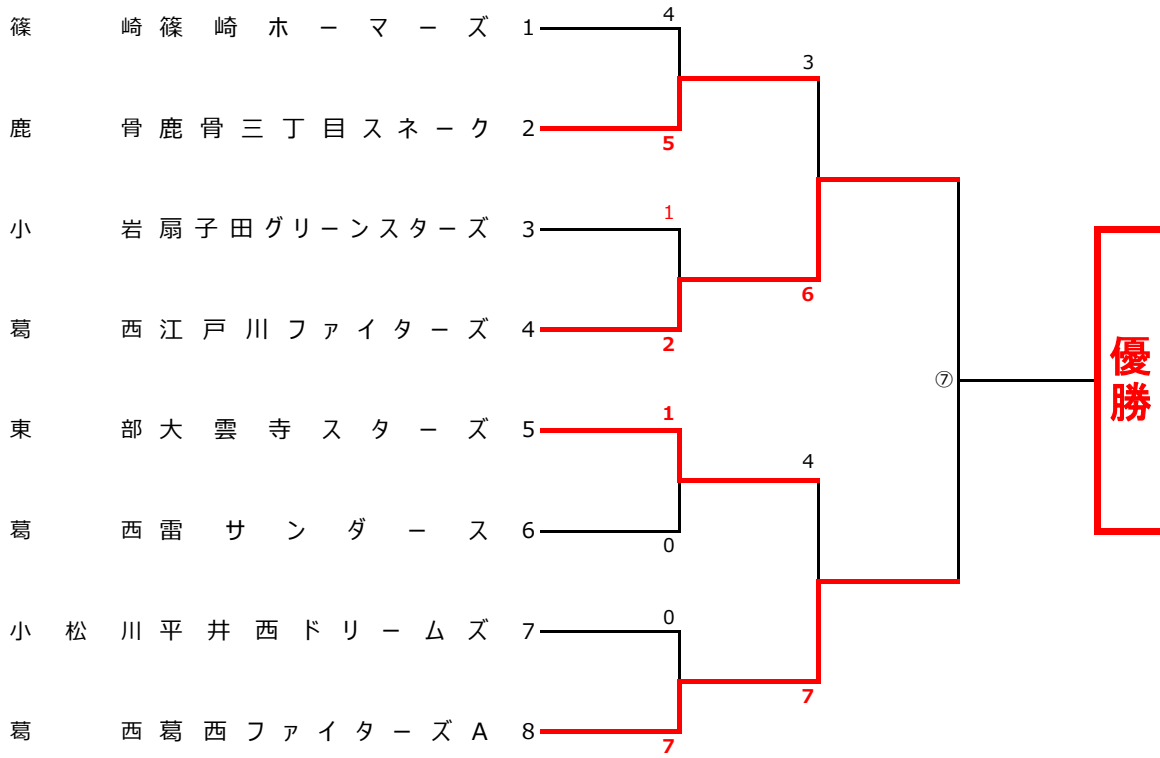 4
篠崎 篠崎ホーマーズ 1
3
鹿骨 鹿骨三丁目スネーク 2
5
1
小岩 扇子田グリーンスターズ 3
6
葛西 江戸川ファイターズ 4
2
優勝
⑦
1
東部 大雲寺スターズ 5
4
葛西 雷サンダース 6
0
0
小松川 平井西ドリームズ 7
7
葛西 葛西ファイターズA 8
7